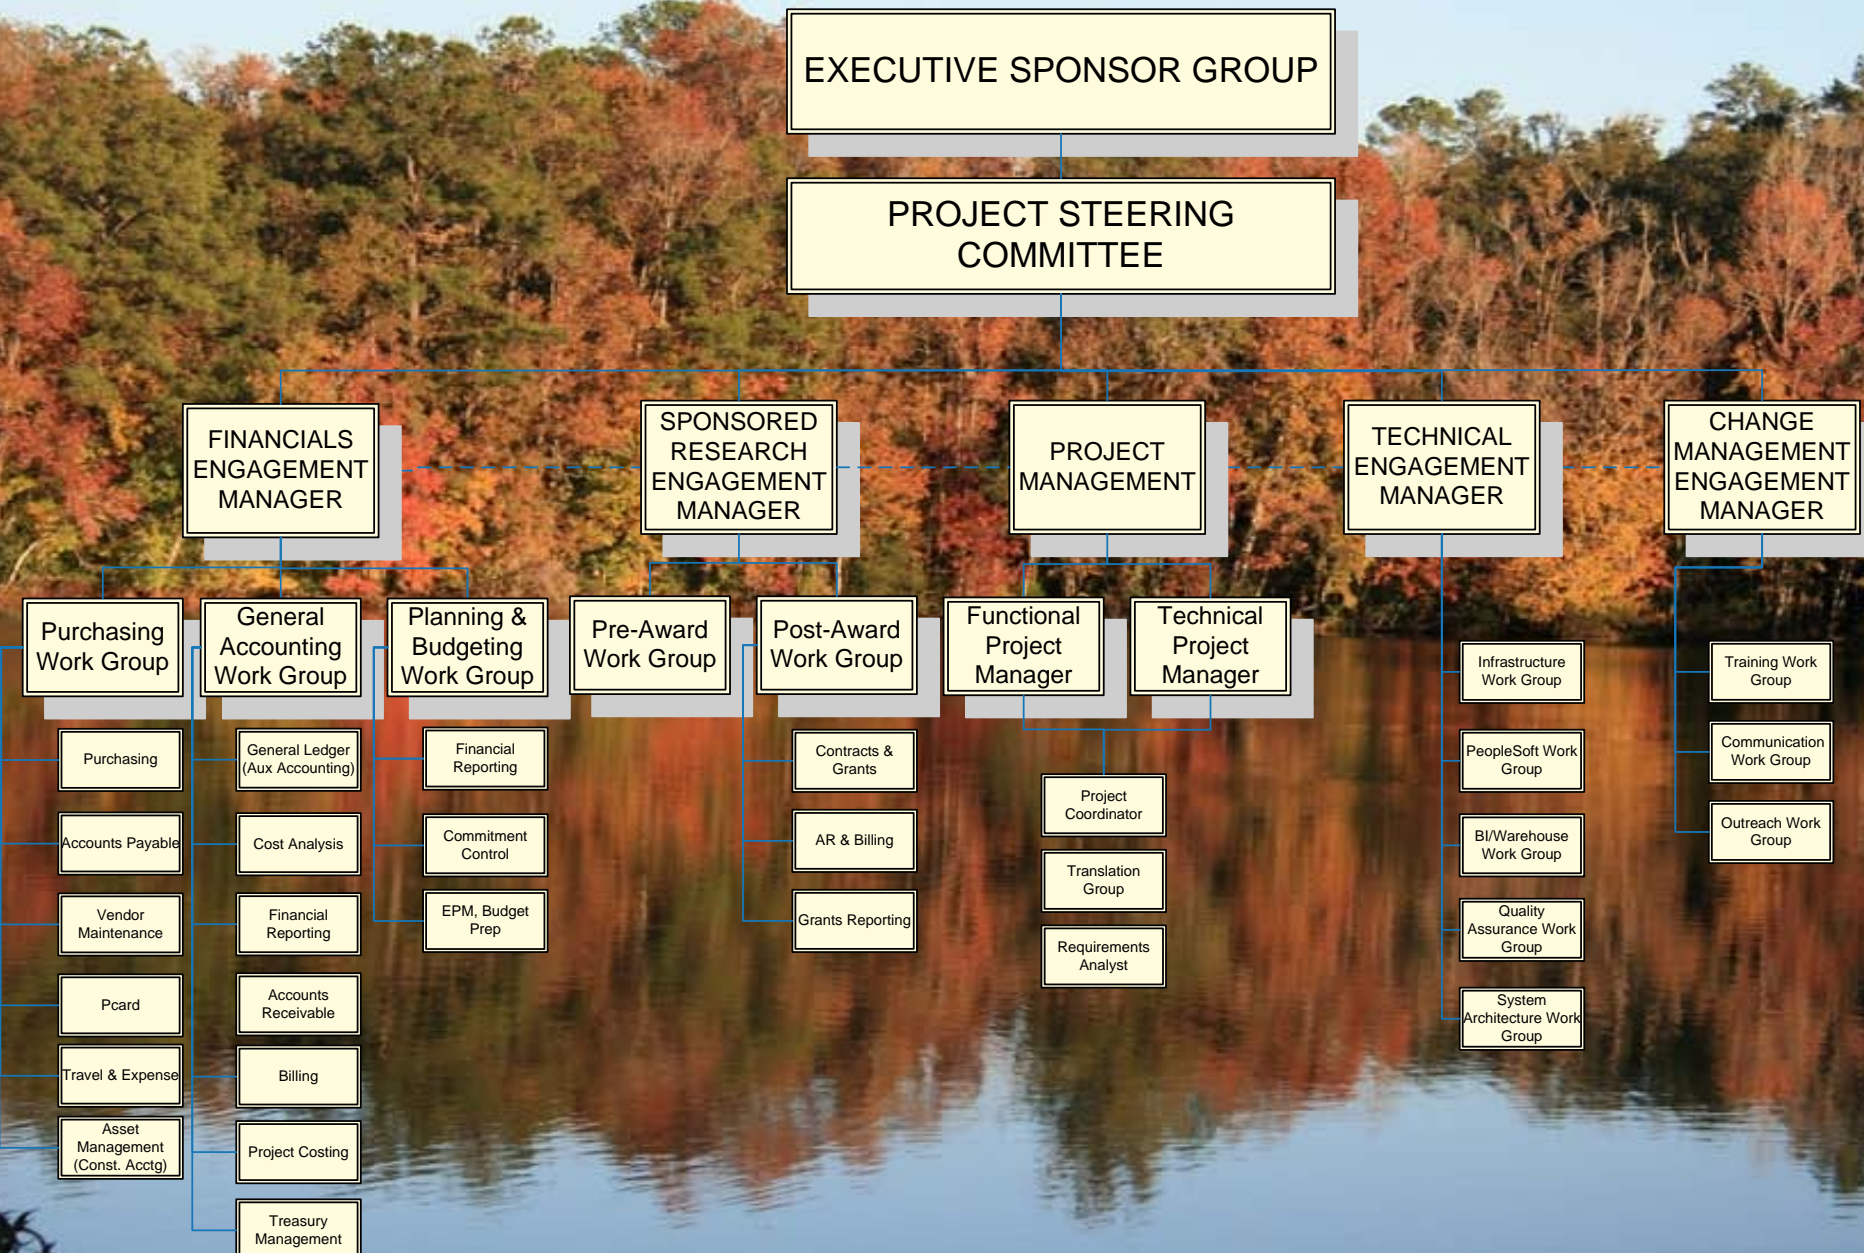 EXECUTIVE SPONSOR GROUP
PROJECT STEERING
COMMITTEE
FINANCIALS
ENGAGEMENT
MANAGER
SPONSORED
RESEARCH
ENGAGEMENT
MANAGER
PROJECT
MANAGEMENT
TECHNICAL
ENGAGEMENT
MANAGER
CHANGE
MANAGEMENT
ENGAGEMENT
MANAGER
Purchasing
Work Group
General
Accounting
Work Group
Planning &
Budgeting
Work Group
Pre-Award
Work Group
Post-Award
Work Group
Functional
Project
Manager
Technical
Project
Manager
Purchasing
Accounts Payable
Vendor
Maintenance
Pcard
Travel & Expense
Asset
Management
(Const. Acctg)
General Ledger
(Aux Accounting)
Cost Analysis
Financial
Reporting
Accounts
Receivable
Billing
Project Costing
Treasury
Management
Financial
Reporting
Commitment
Control
EPM, Budget
Prep
Contracts &
Grants
AR & Billing
Grants Reporting
Project
Coordinator
Translation
Group
Requirements
Analyst
Infrastructure
Work Group
PeopleSoft Work
Group
BI/Warehouse
Work Group
Quality
Assurance Work
Group
System
Architecture Work
Group
Training Work
Group
Communication
Work Group
Outreach Work
Group